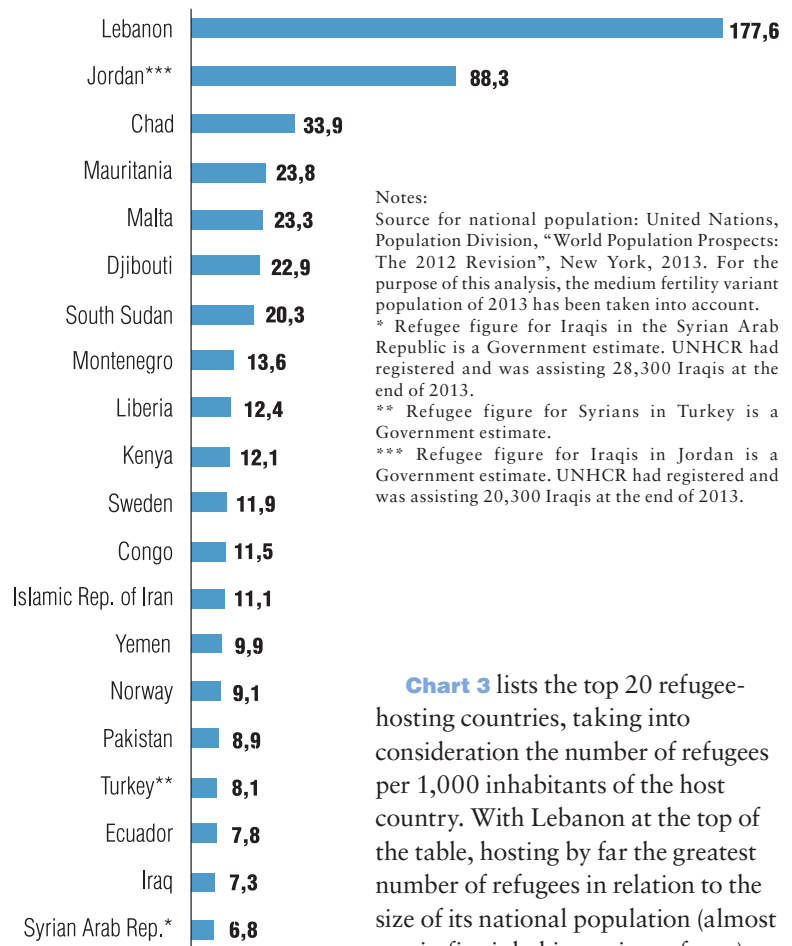 Lebanon 177,6
Jordan*** 88,3
Chad 33,9
Mauritania 23,8
Malta 23,3
Djibouti 22,9
South Sudan 20,3
Montenegro 13,6
Liberia 12,4
Kenya 12,1
Sweden 11,9
Congo 11,5
Islamic Rep. of Iran 11,1
Yemen 9,9
Norway 9,1
Pakistan 8,9
Turkey** 8,1
Ecuador 7,8
Iraq 7,3
Syrian Arab Rep.* 6,8
Notes:
Source for national population: United Nations,
Population Division, “World Population Prospects:
The 2012 Revision”, New York, 2013. For the
purpose of this analysis, the medium fertility variant
population of 2013 has been taken into account.
* Refugee figure for Iraqis in the Syrian Arab
Republic is a Government estimate. UNHCR had
registered and was assisting 28,300 Iraqis at the
end of 2013.
** Refugee figure for Syrians in Turkey is a
Government estimate.
*** Refugee figure for Iraqis in Jordan is a
Government estimate. UNHCR had registered and
was assisting 20,300 Iraqis at the end of 2013.
Chart 3 lists the top 20 refugee-
hosting countries, taking into
consideration the number of refugees
per 1,000 inhabitants of the host
country. With Lebanon at the top of
the table, hosting by far the greatest
number of refugees in relation to the
size of its national population (almost